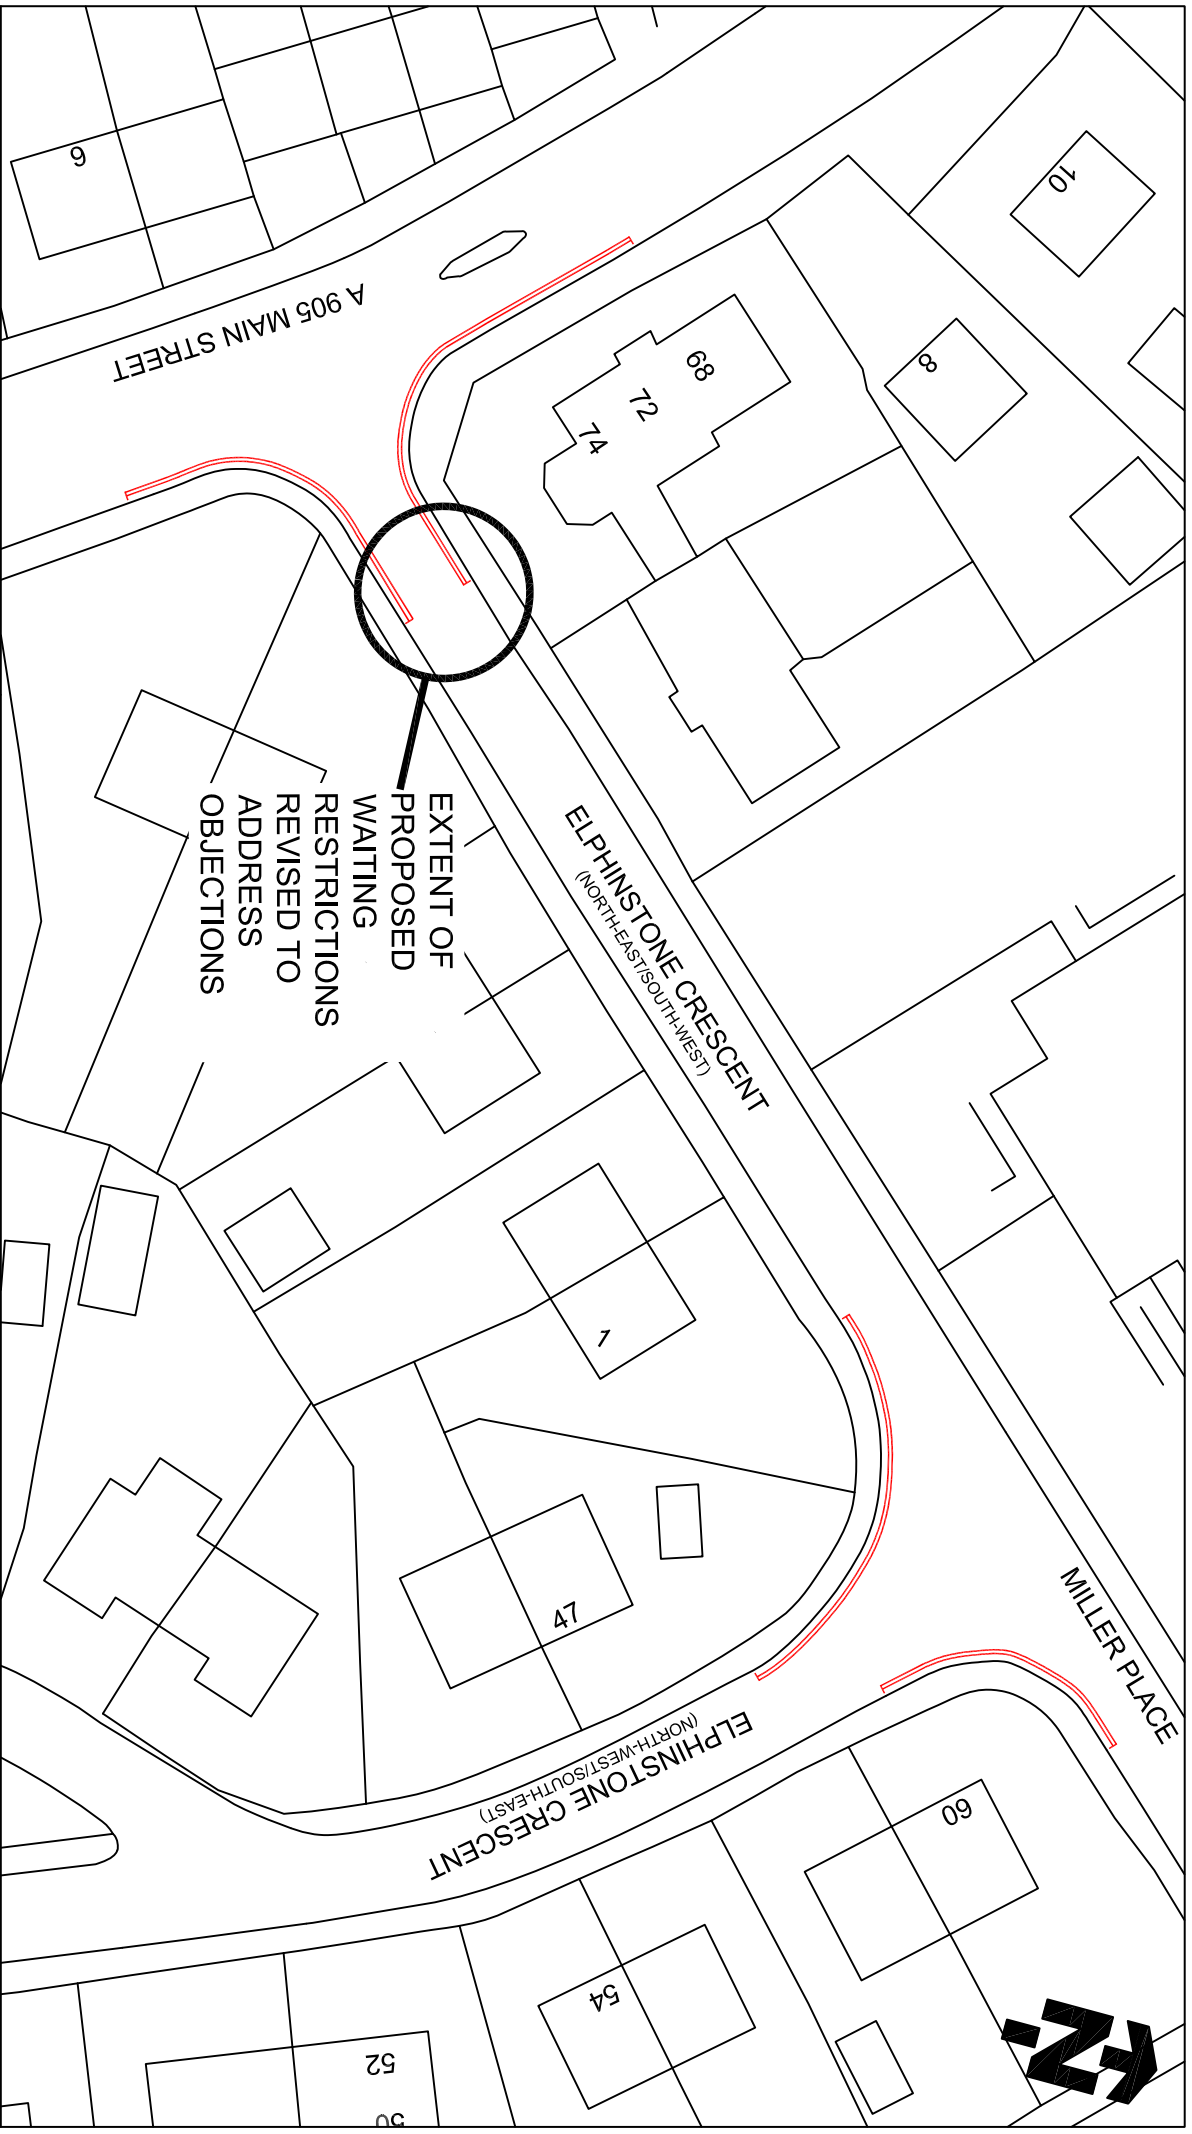 10
6
A 905 MAIN STREET
8
68
72
74
ELPHINSTONE CRESCENT
(NORTH-EAST/SOUTH-WEST)
EXTENT OF
PROPOSED
WAITING
RESTRICTIONS
REVISED TO
ADDRESS
OBJECTIONS
1
47
MILLER PLACE
ELPHINSTONE CRESCENT
(NORTH-WEST/SOUTH-EAST)
60
54
52
50
N